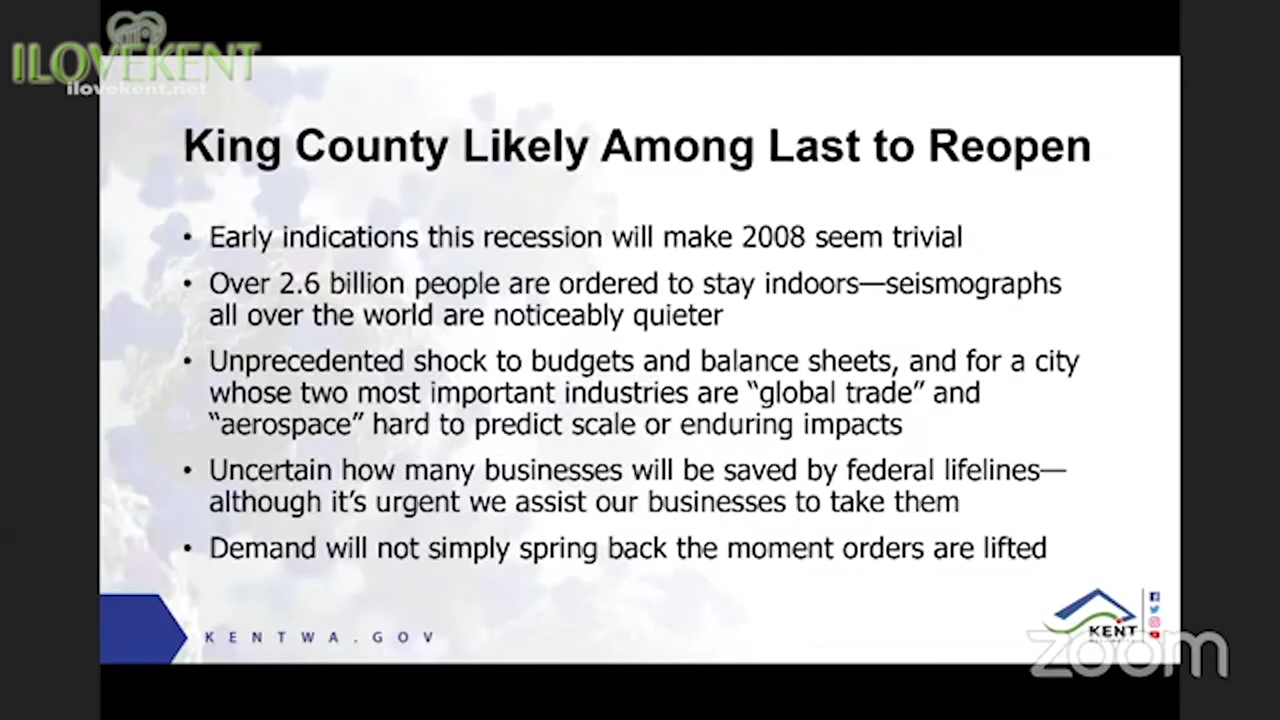 ILOVEKENT
ilovekent.net
King County Likely Among Last to Reopen
• Early indications this recession will make 2008 seem trivial
• Over 2.6 billion people are ordered to stay indoors—seismographs
all over the world are noticeably quieter
• Unprecedented shock to budgets and balance sheets, and for a city
whose two most important industries are “global trade” and
“aerospace” hard to predict scale or enduring impacts
• Uncertain how many businesses will be saved by federal lifelines—
although it’s urgent we assist our businesses to take them
• Demand will not simply spring back the moment orders are lifted
KENTWA.GOV
KENT
zoom